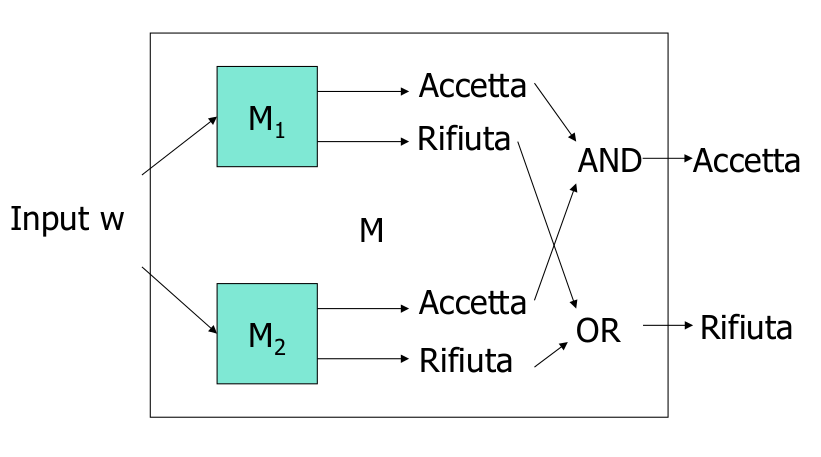 Accetta
M1
Rifiuta
AND
Accetta
Input w
M
Accetta
M2
Rifiuta
OR
Rifiuta